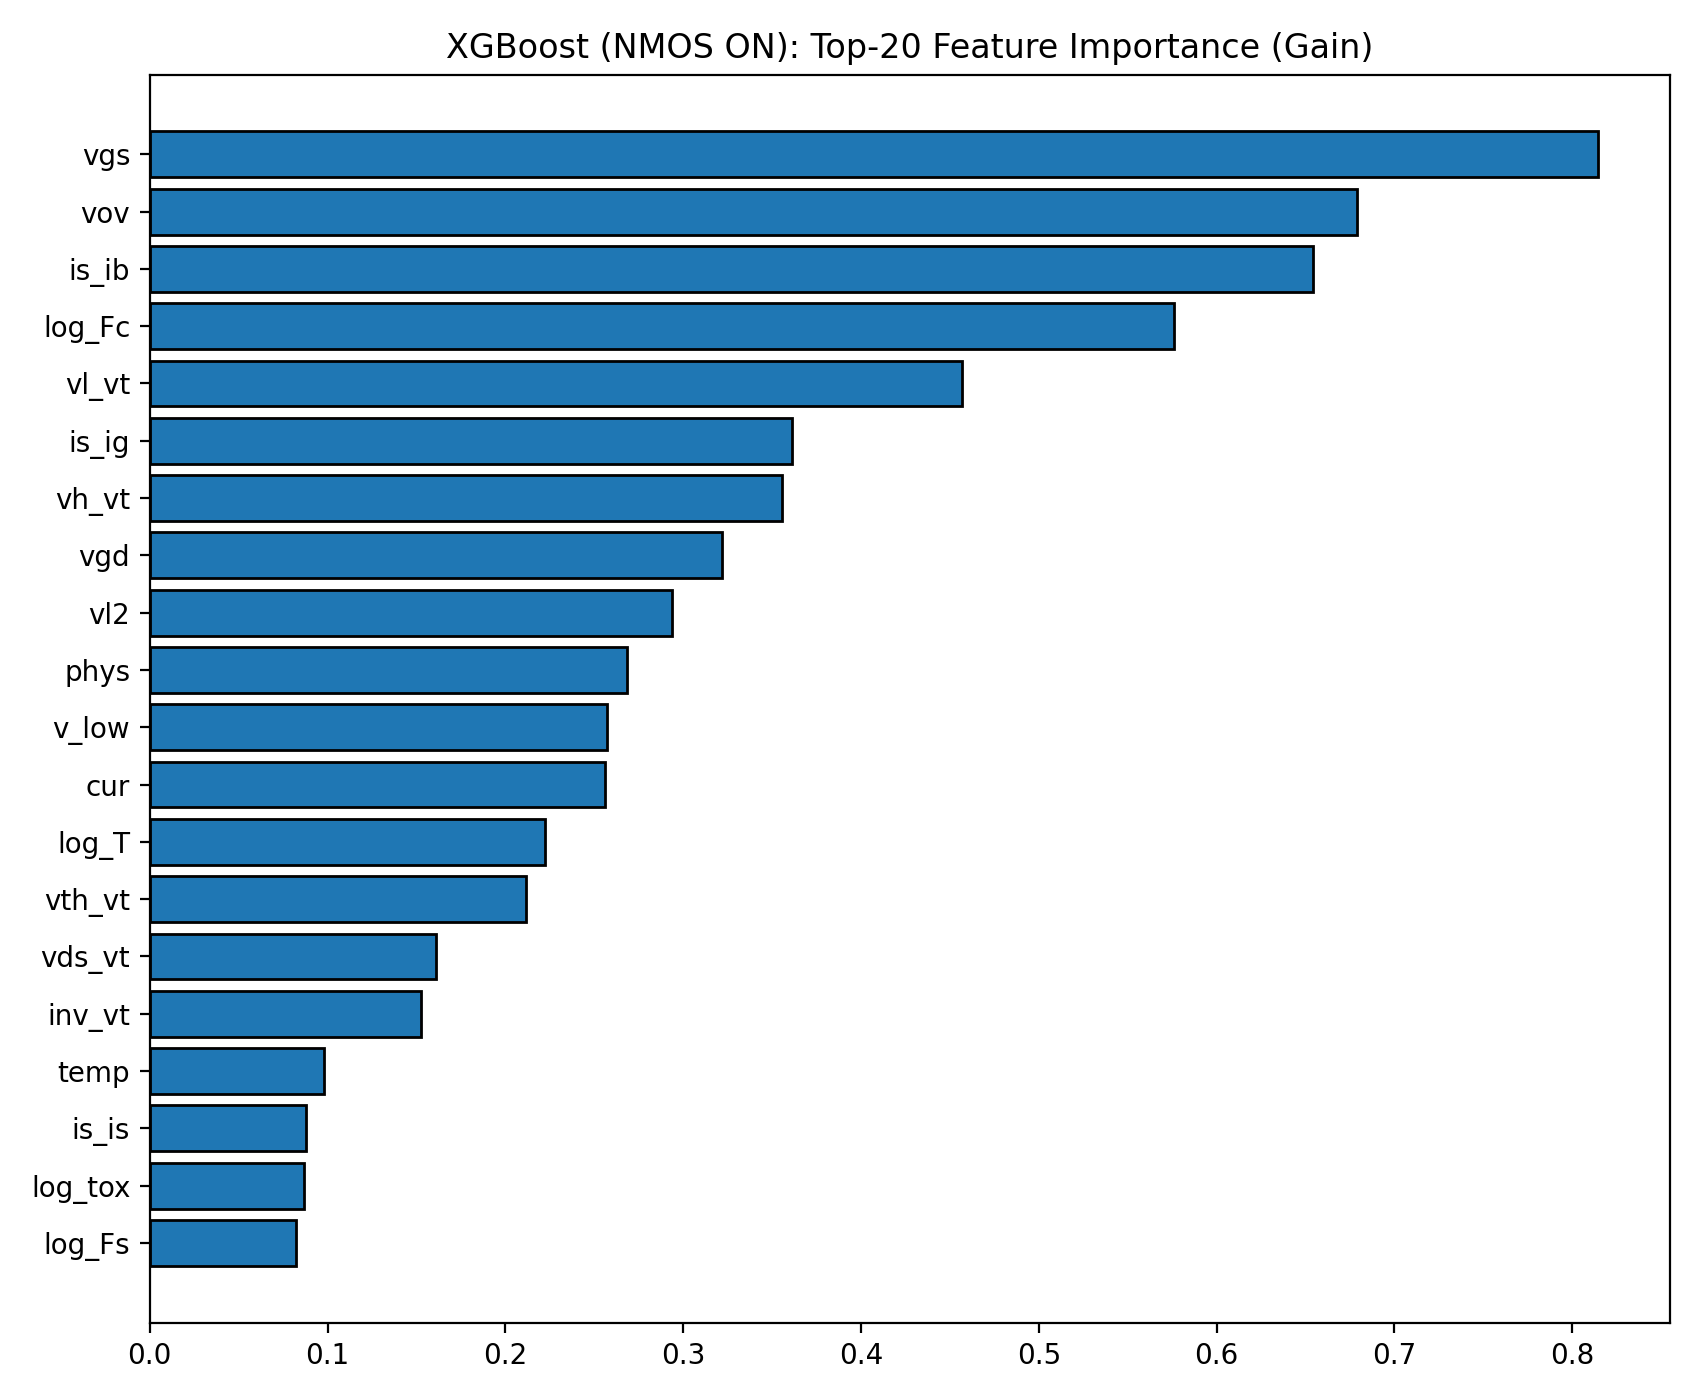 XGBoost (NMOS ON): Top-20 Feature Importance (Gain)
vgs
vov
is_ib
log_Fc
vl_vt
is_ig
vh_vt
vgd
vl2
phys
v_low
cur
log_T
vth_vt
vds_vt
inv_vt
temp
is_is
log_tox
log_Fs
0.0 0.1 0.2 0.3 0.4 0.5 0.6 0.7 0.8